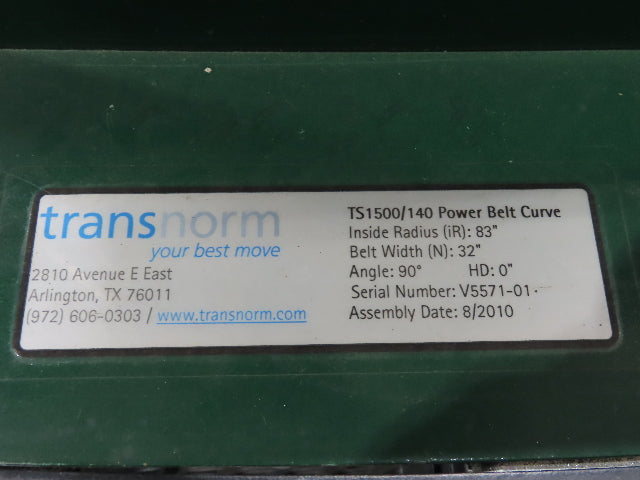 transnorm
your best move
2810 Avenue E East
Arlington, TX 76011
(972) 606-0303 / www.transnorm.com
TS1500/140 Power Belt Curve
Inside Radius (iR): 83"
Belt Width (N): 32"
Angle: 90° HD: 0"
Serial Number: V5571-01
Assembly Date: 8/2010